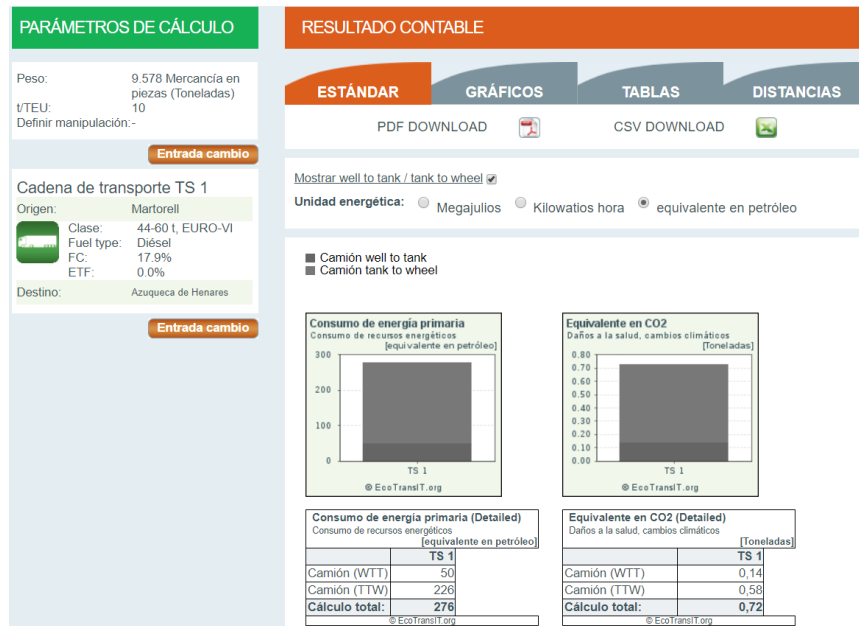 PARÁMETROS DE CÁLCULO
Peso: 9.578 Mercancía en
piezas (Toneladas)
t/TEU: 10
Definir manipulación:-
Entrada cambio
Cadena de transporte TS 1
Origen: Martorell
Clase: 44-60 t, EURO-VI
Fuel type: Diésel
FC: 17.9%
ETF: 0.0%
Destino: Azuqueca de Henares
Entrada cambio
RESULTADO CONTABLE
ESTÁNDAR GRÁFICOS TABLAS DISTANCIAS
PDF DOWNLOAD CSV DOWNLOAD
Mostrar well to tank / tank to wheel
Unidad energética: Megajulios Kilowatios hora equivalente en petróleo
Camión well to tank
Camión tank to wheel
Consumo de energía primaria
Consumo de recursos energéticos
[equivalente en petróleo]
300
200
100
0
TS 1
© EcoTransIT.org
Equivalente en CO2
Daños a la salud, cambios climáticos
[Toneladas]
0.80
0.70
0.60
0.50
0.40
0.30
0.20
0.10
0.00
TS 1
© EcoTransIT.org
Consumo de energia primaria (Detailed)
Consumo de recursos energéticos
[equivalente en petróleo]
TS 1
Camión (WTT) 50
Camión (TTW) 226
Cálculo total: 276
© EcoTransIT.org
Equivalente en CO2 (Detailed)
Daños a la salud, cambios climáticos
[Toneladas]
TS 1
Camión (WTT) 0,14
Camión (TTW) 0,58
Cálculo total: 0,72
© EcoTransIT.org